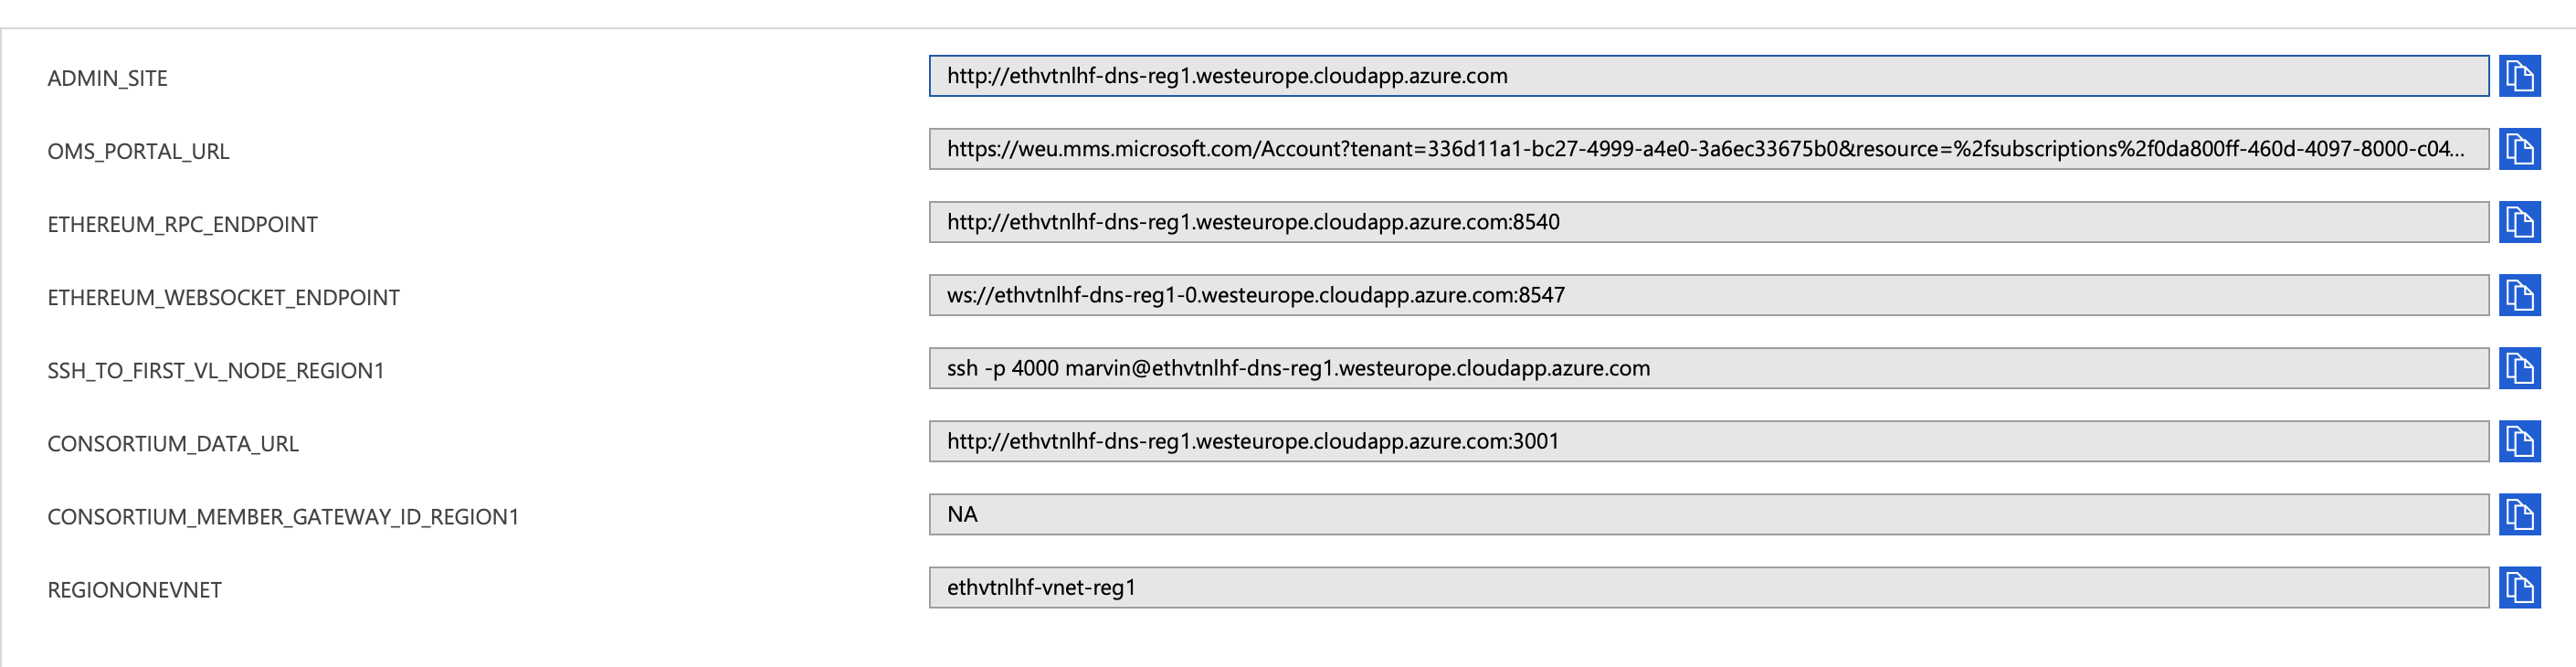 ADMIN_SITE
http://ethvtnlhf-dns-reg1.westeurope.cloudapp.azure.com
OMS_PORTAL_URL
https://weu.mms.microsoft.com/Account?tenant=336d11a1-bc27-4999-a4e0-3a6ec33675b0&resource=%2fsubscriptions%2f0da800ff-460d-4097-8000-c04...
ETHEREUM_RPC_ENDPOINT
http://ethvtnlhf-dns-reg1.westeurope.cloudapp.azure.com:8540
ETHEREUM_WEBSOCKET_ENDPOINT
ws://ethvtnlhf-dns-reg1-0.westeurope.cloudapp.azure.com:8547
SSH_TO_FIRST_VL_NODE_REGION1
ssh -p 4000 marvin@ethvtnlhf-dns-reg1.westeurope.cloudapp.azure.com
CONSORTIUM_DATA_URL
http://ethvtnlhf-dns-reg1.westeurope.cloudapp.azure.com:3001
CONSORTIUM_MEMBER_GATEWAY_ID_REGION1
NA
REGIONONEVNET
ethvtnlhf-vnet-reg1